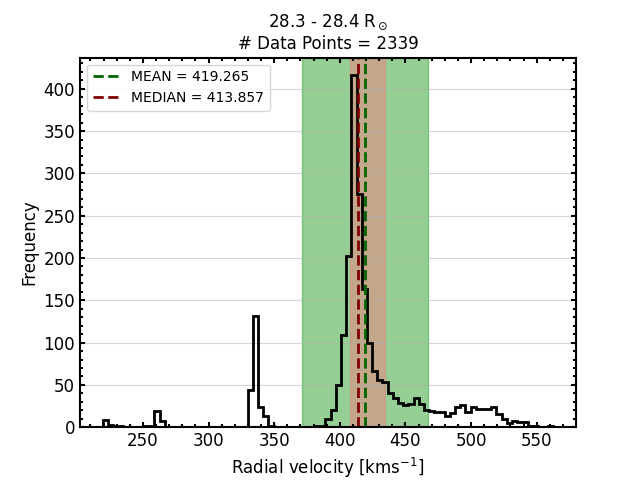 28.3 - 28.4 R⊙
# Data Points = 2339
MEAN = 419.265
MEDIAN = 413.857
400
350
300
250
200
150
100
50
0
Frequency
250 300 350 400 450 500 550
Radial velocity [kms⁻¹]